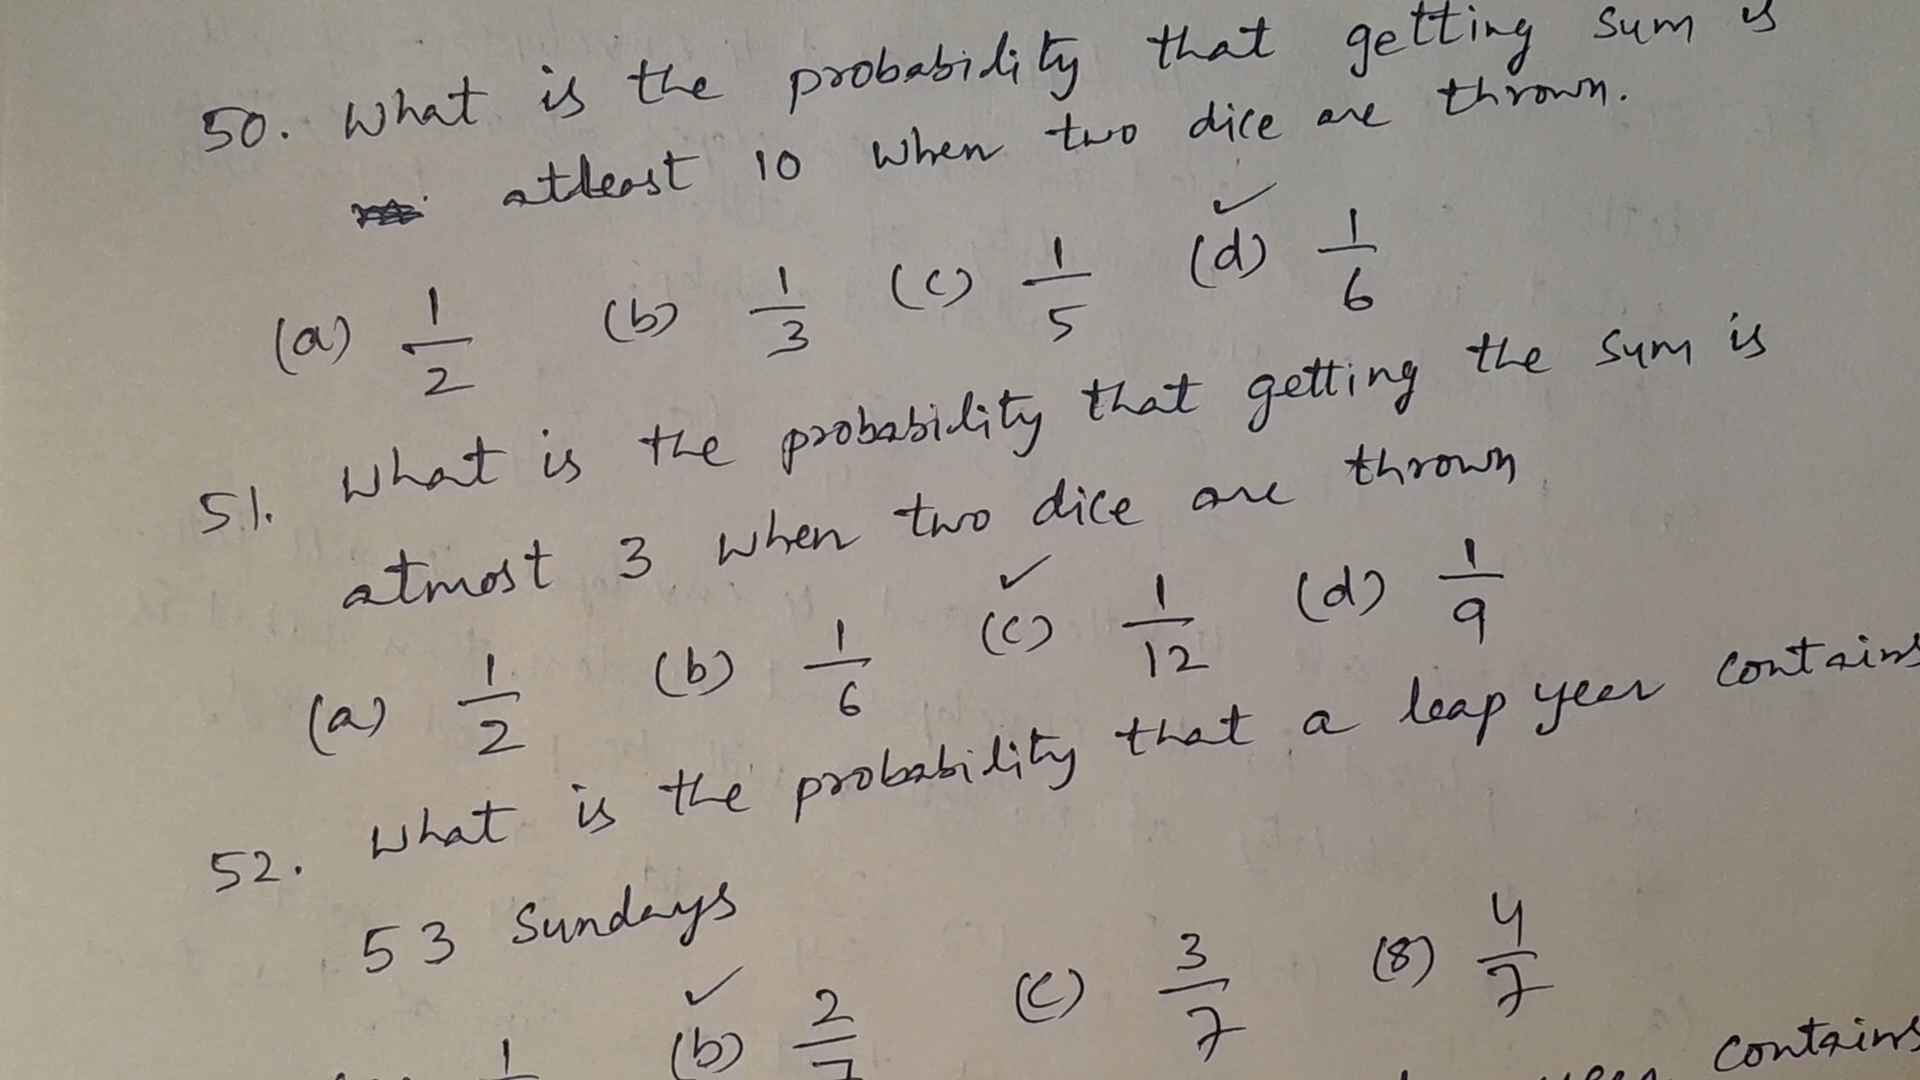 50. What is the probability that getting sum is
atleast 10 when two dice are thrown.
(a) 1/2 (b) 1/3 (c) 1/5 (d) 1/6
51. What is the probability that getting the sum is
atmost 3 when two dice are thrown
(a) 1/2 (b) 1/6 (c) 1/12 (d) 1/9
52. What is the probability that a leap year contains
53 Sundays
1 (b) 2/7 (c) 3/7 (8) 4/7
year contains